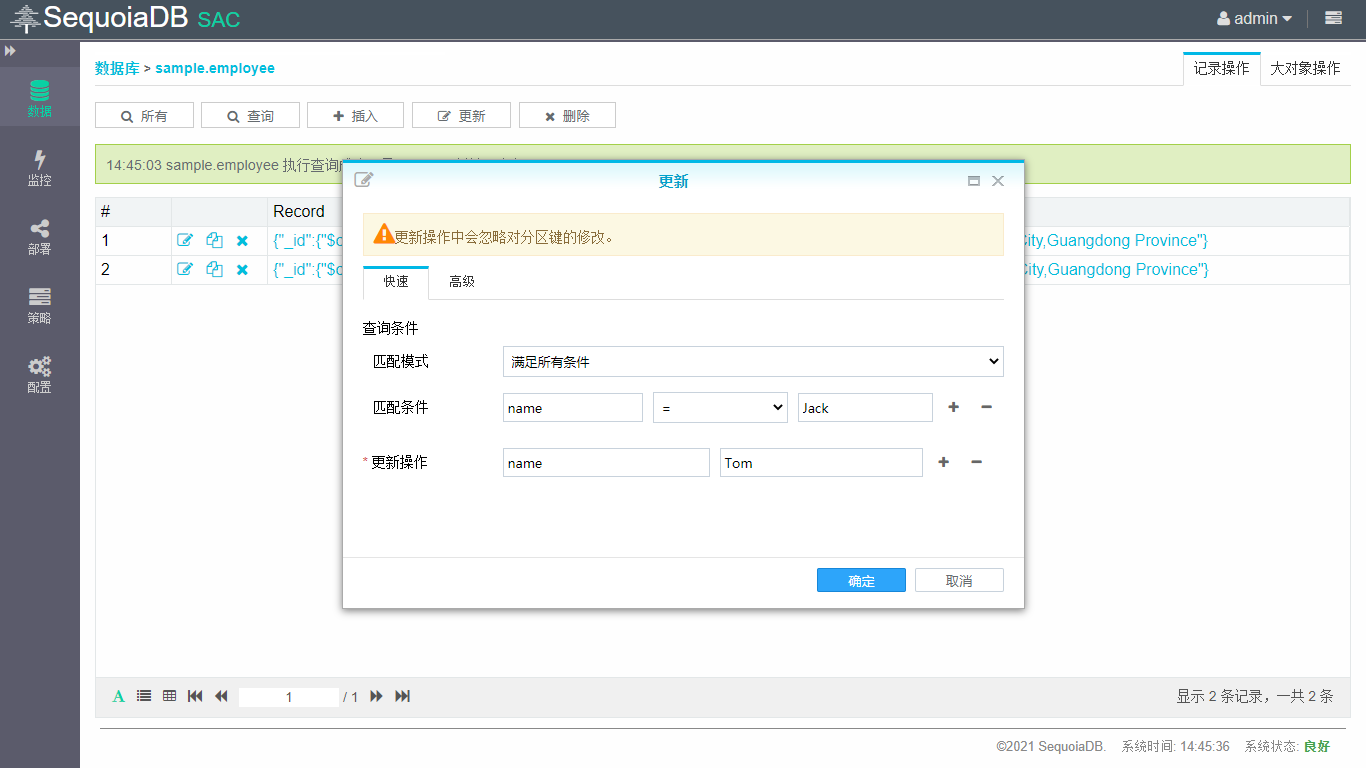 SequoiaDB SAC
admin
数据库 > sample.employee
记录操作 大对象操作
数据
监控
部署
策略
配置
所有 查询 插入 更新 删除
14:45:03 sample.employee 执行查询
更新
更新操作中会忽略对分区键的修改。
# Record
1 {"_id":{"$o City,Guangdong Province"}
2 {"_id":{"$o City,Guangdong Province"}
快速 高级
查询条件
匹配模式 满足所有条件
匹配条件 name = Jack
* 更新操作 name Tom
确定 取消
A 1 / 1 显示 2 条记录，一共 2 条
©2021 SequoiaDB. 系统时间: 14:45:36 系统状态: 良好